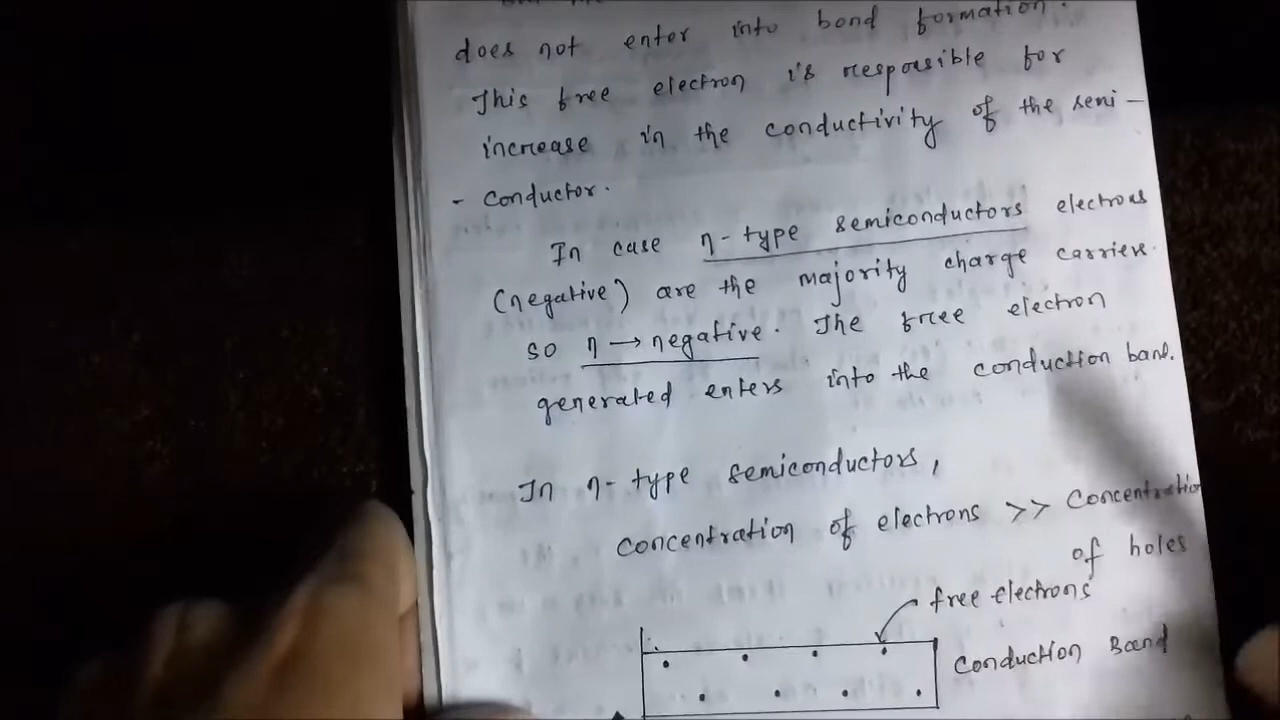 does not enter into bond formation.
This free electron is responsible for
increase in the conductivity of the semi-
- conductor.
In case η-type semiconductors electrons
(negative) are the majority charge carriers.
so η → negative. The free electron
generated enters into the conduction band.
In η-type semiconductors,
concentration of electrons >> Concentration
of holes
free electrons
Conduction Band